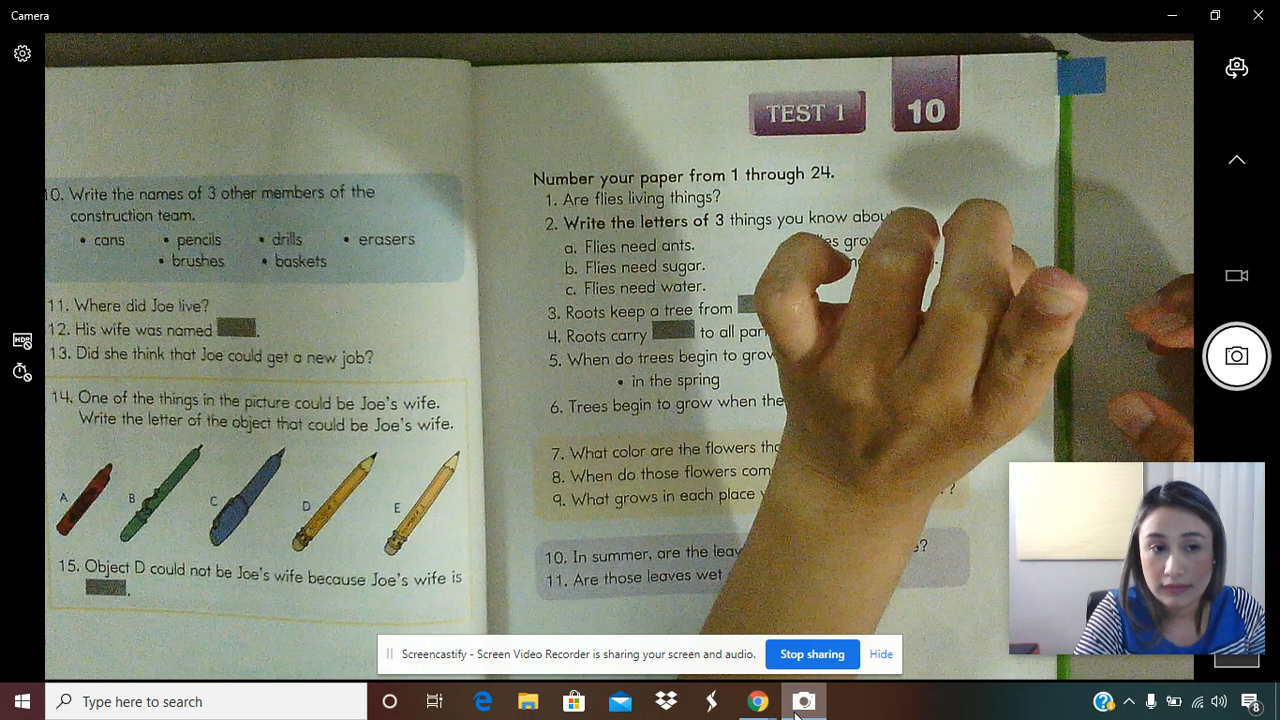 Camera
0. Write the names of 3 other members of the
construction team.
• cans • pencils • drills • erasers
• brushes • baskets
11. Where did Joe live?
12. His wife was named
13. Did she think that Joe could get a new job?
14. One of the things in the picture could be Joe's wife.
Write the letter of the object that could be Joe's wife.
A B C D E
15. Object D could not be Joe's wife because Joe's wife is
.
TEST 1 10
Number your paper from 1 through 24.
1. Are flies living things?
2. Write the letters of 3 things you know
a. Flies need ants.
b. Flies need sugar.
c. Flies need water.
3. Roots keep a tree from
4. Roots carry to all
5. When do trees begin to grow
• in the spring
6. Trees begin to grow when the
7. What color are the flowers
8. When do those flowers
9. What grows in each place
10. In summer, are the
11. Are those leaves wet
Screencastify - Screen Video Recorder is sharing your screen and audio. Stop sharing Hide
Type here to search
8